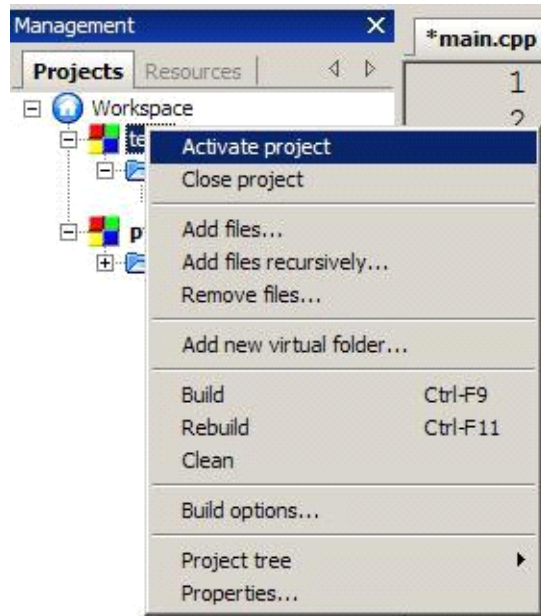 Management
*main.cpp
Projects Resources
1
2
Workspace
te
Activate project
Close project
p
Add files...
Add files recursively...
Remove files...
Add new virtual folder...
Build Ctrl-F9
Rebuild Ctrl-F11
Clean
Build options...
Project tree
Properties...